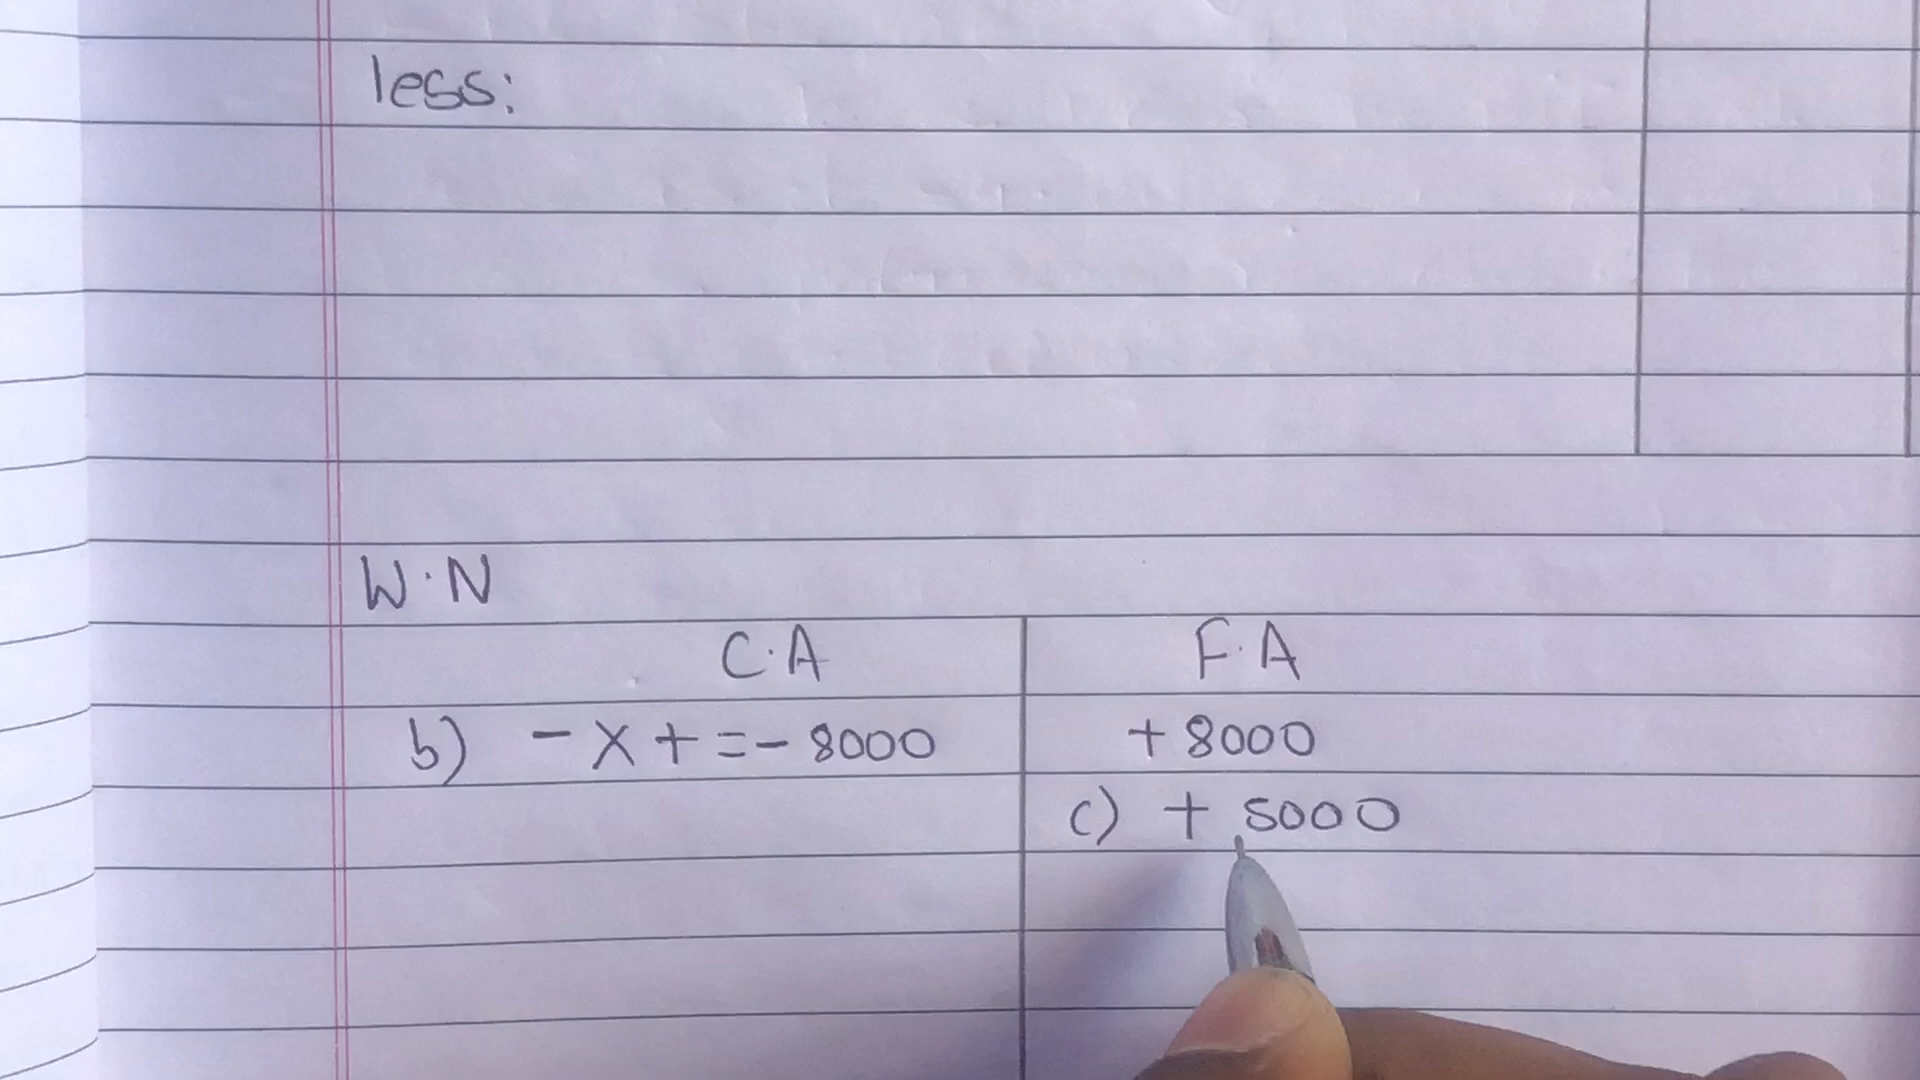 less:
W.N
C.A F.A
b) - x + = - 8000 + 8000
c) + 5000